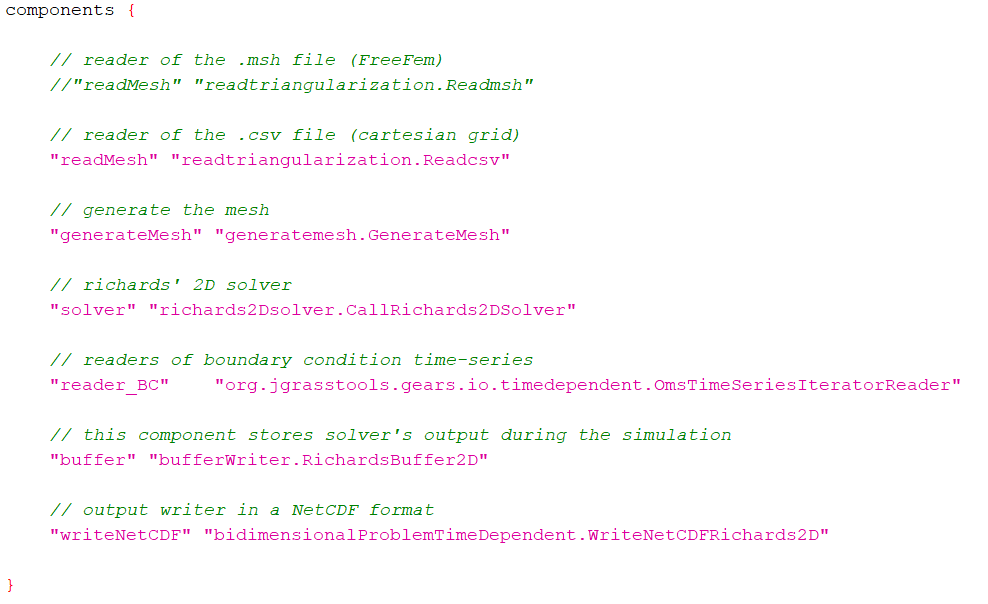 components {
// reader of the .msh file (FreeFem)
//"readMesh" "readtriangularization.Readmsh"
// reader of the .csv file (cartesian grid)
"readMesh" "readtriangularization.Readcsv"
// generate the mesh
"generateMesh" "generatemesh.GenerateMesh"
// richards' 2D solver
"solver" "richards2Dsolver.CallRichards2DSolver"
// readers of boundary condition time-series
"reader_BC"    "org.jgrasstools.gears.io.timedependent.OmsTimeSeriesIteratorReader"
// this component stores solver's output during the simulation
"buffer" "bufferWriter.RichardsBuffer2D"
// output writer in a NetCDF format
"writeNetCDF" "bidimensionalProblemTimeDependent.WriteNetCDFRichards2D"
}